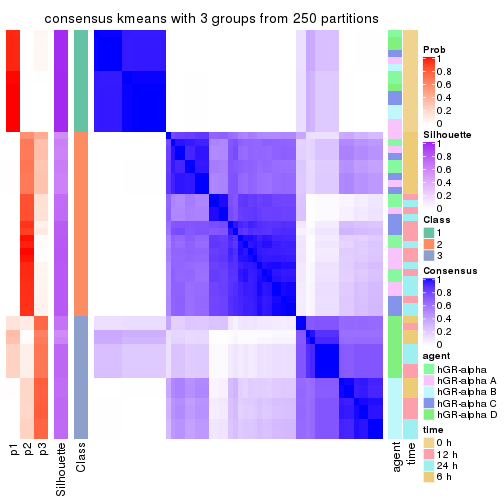 consensus kmeans with 3 groups from 250 partitions
Prob
1
0.8
0.6
0.4
0.2
0
Silhouette
1
0.8
0.6
0.4
0.2
0
Class
1
2
3
Consensus
1
0.8
0.6
0.4
0.2
0
agent
hGR-alpha
hGR-alpha A
hGR-alpha B
hGR-alpha C
hGR-alpha D
time
0 h
12 h
24 h
6 h
p1
p2
p3
Silhouette
Class
agent
time